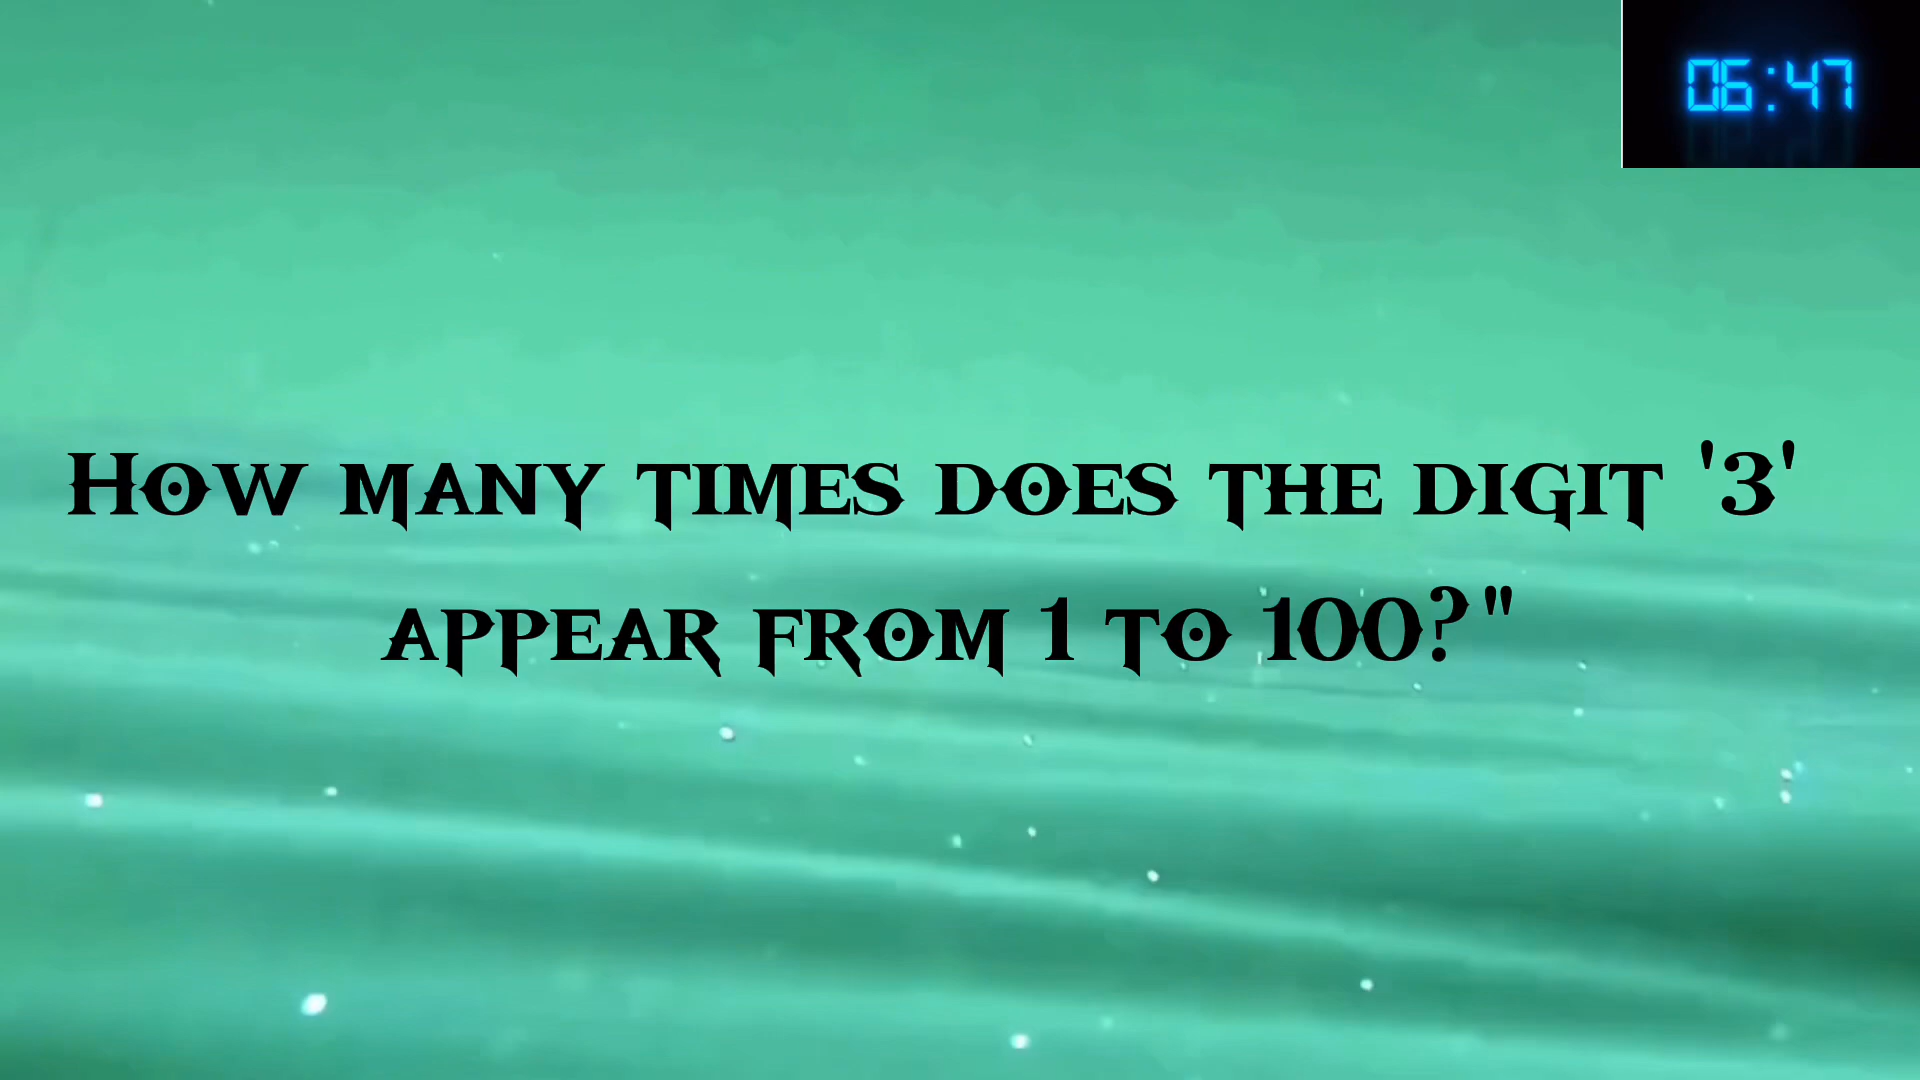 06:47
How many times does the digit '3'
appear from 1 to 100?"